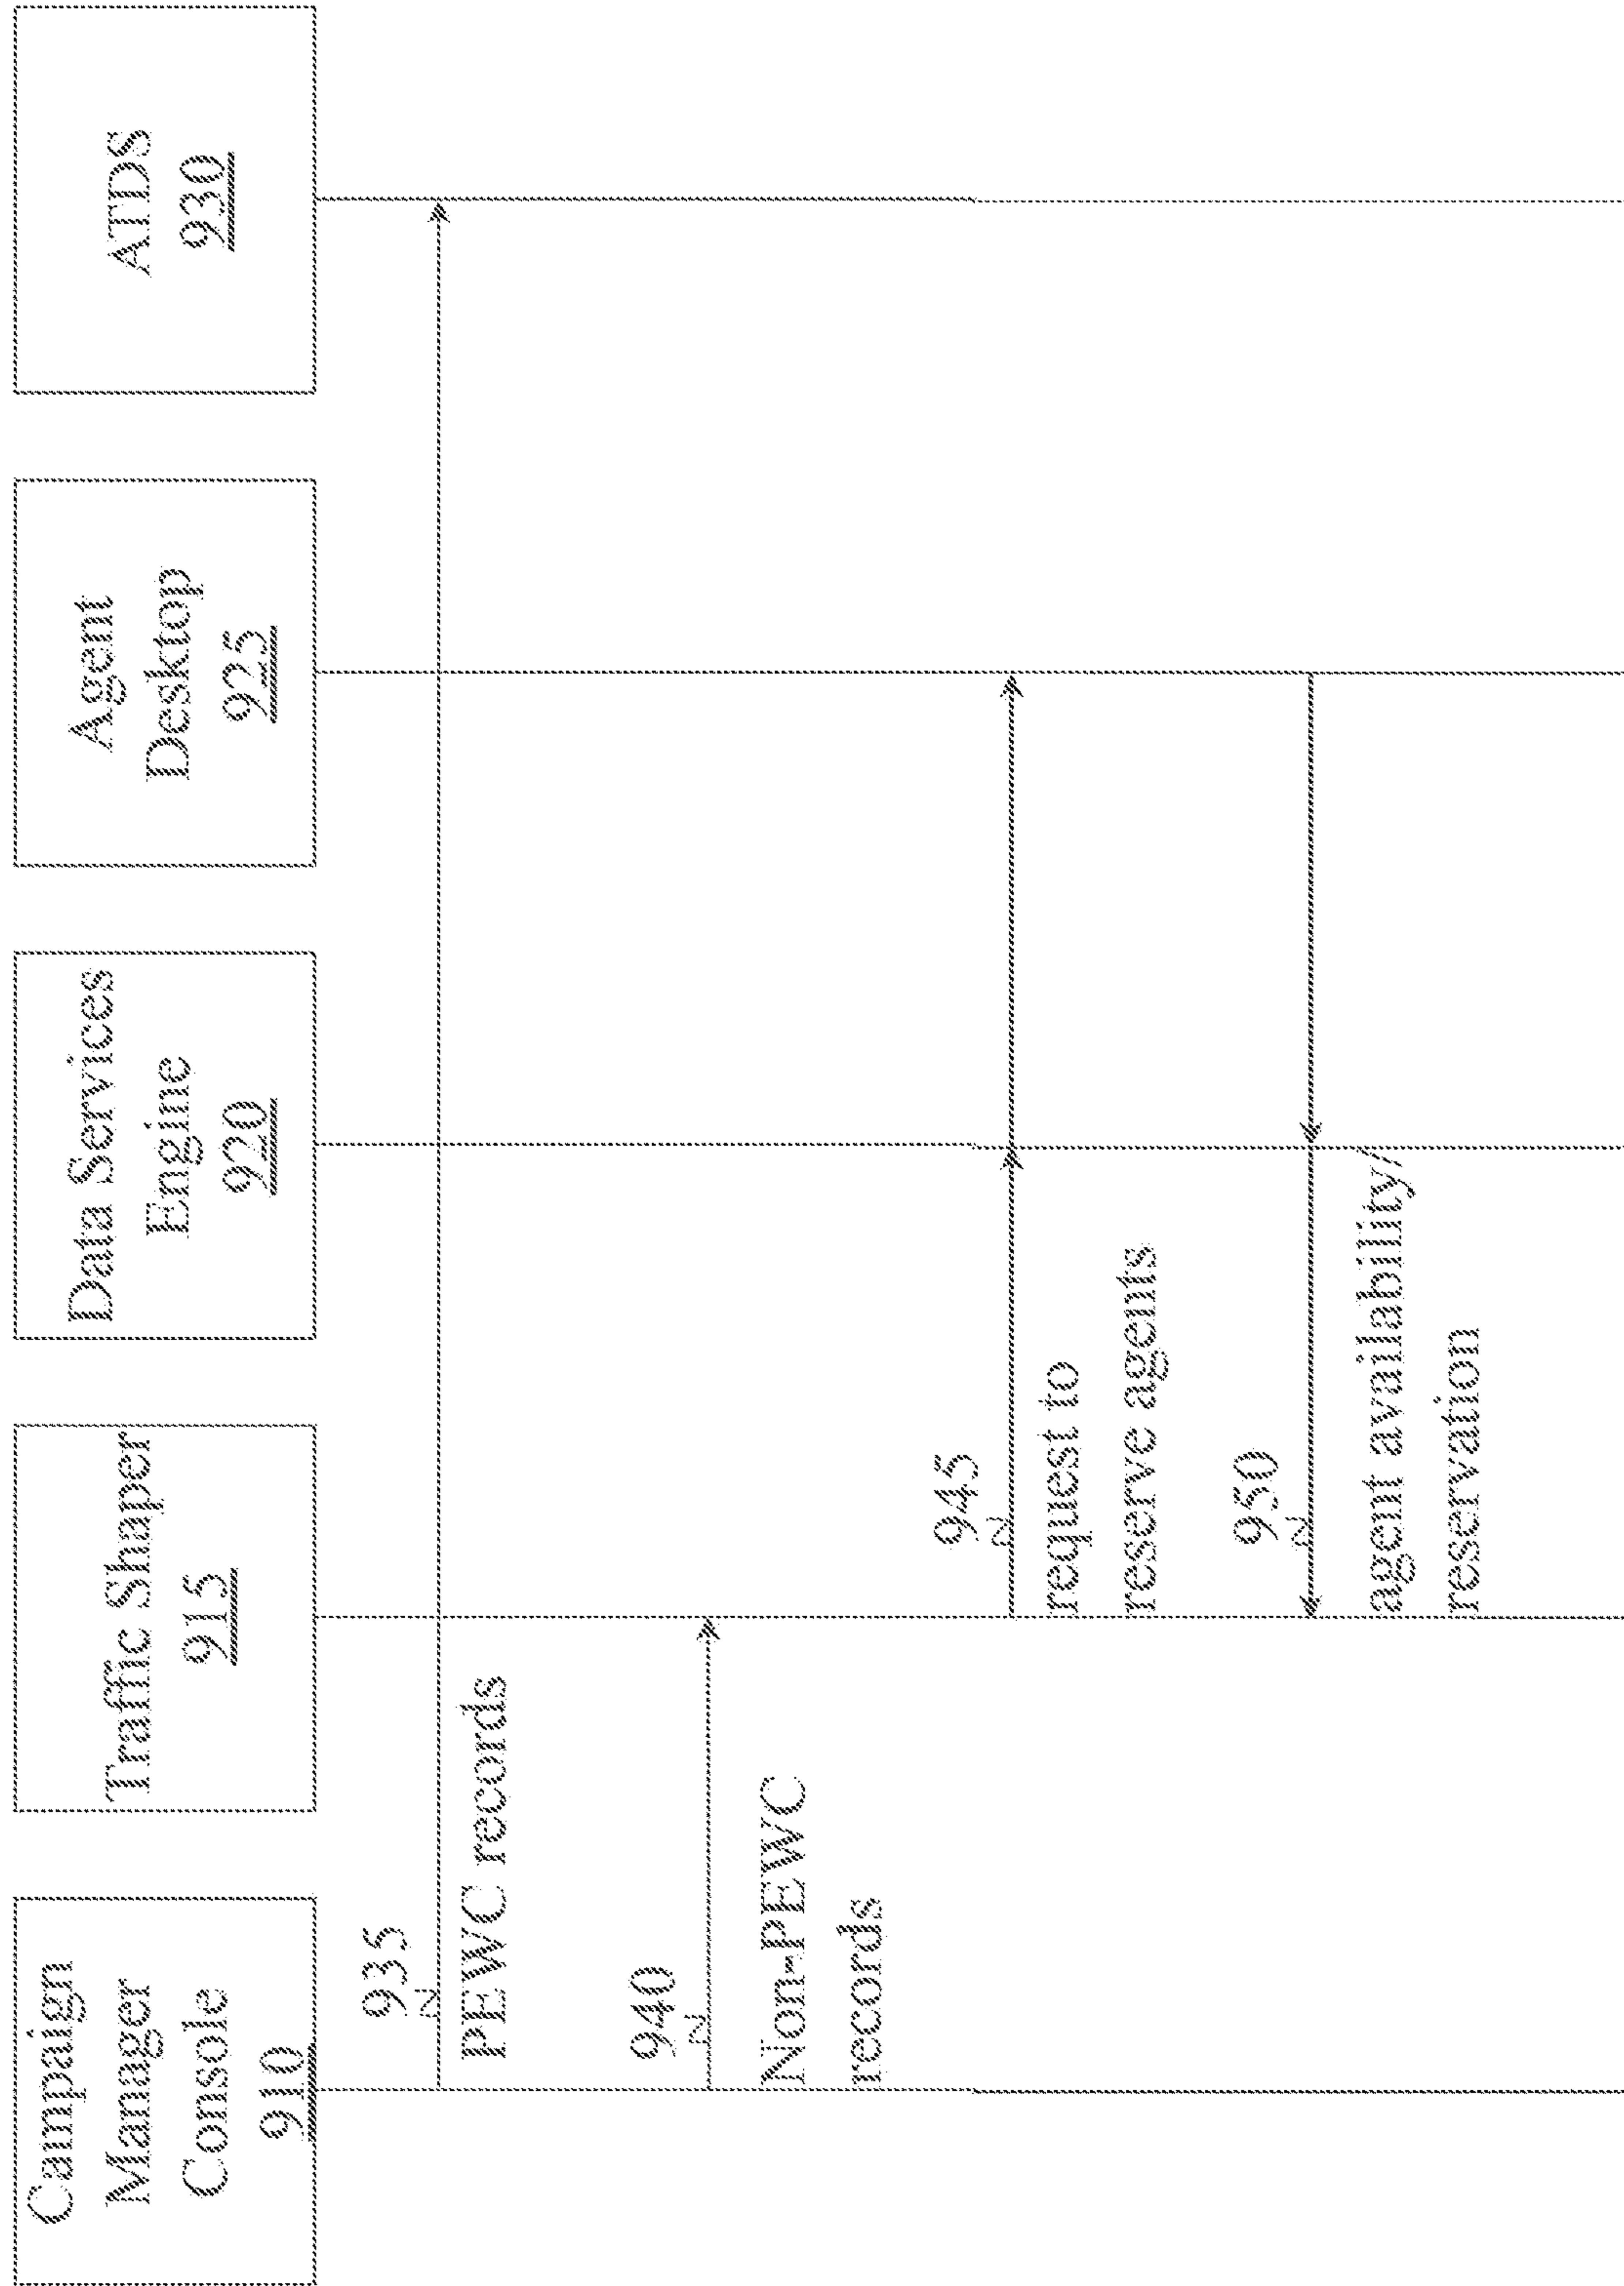 Campaign
Manager
Console
910
Traffic Shaper
915
Data Services
Engine
920
Agent
Desktop
925
ATDS
930
935
PEWC records
940
Non-PEWC
records
945
request to
reserve agents
950
agent availability/
reservation